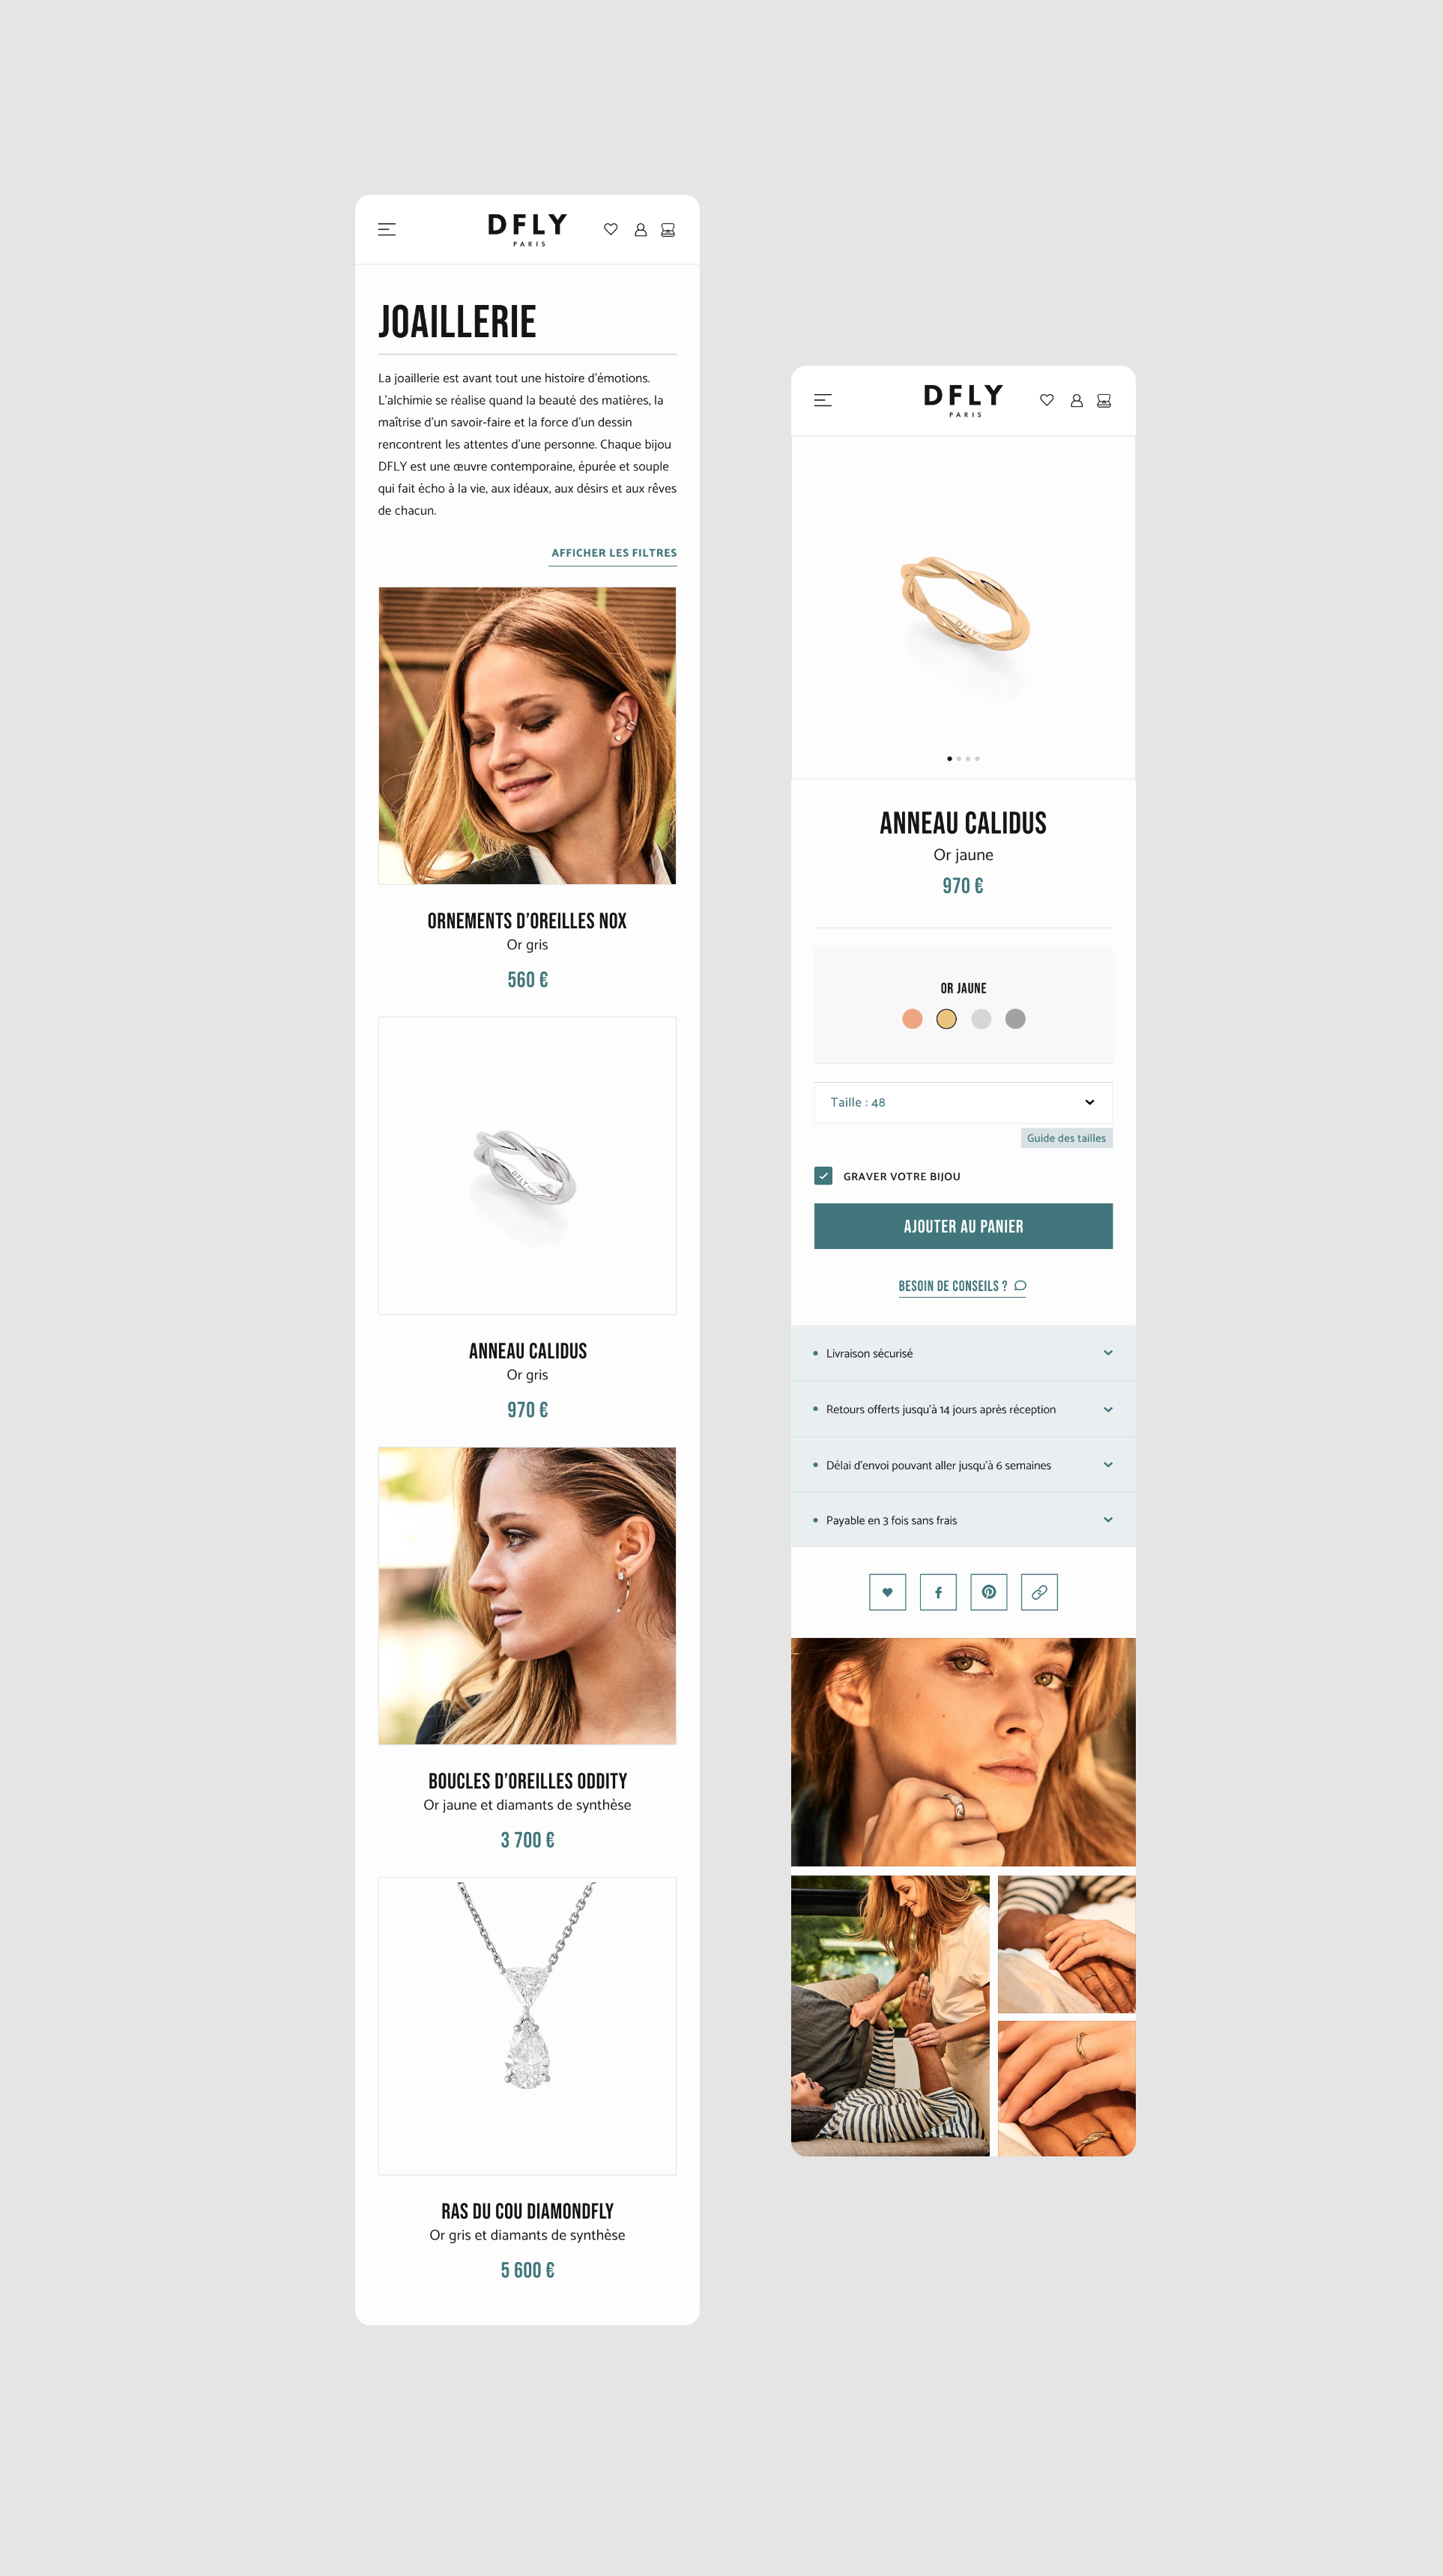 DFLY
PARIS
JOAILLERIE
La joaillerie est avant tout une histoire d'émotions.
L'alchimie se réalise quand la beauté des matières, la
maîtrise d'un savoir-faire et la force d'un dessin
rencontrent les attentes d'une personne. Chaque bijou
DFLY est une œuvre contemporaine, épurée et souple
qui fait écho à la vie, aux idéaux, aux désirs et aux rêves
de chacun.
AFFICHER LES FILTRES
ORNEMENTS D'OREILLES NOX
Or gris
560 €
DFLY
ANNEAU CALIDUS
Or gris
970 €
BOUCLES D'OREILLES ODDITY
Or jaune et diamants de synthèse
3 700 €
RAS DU COU DIAMONDFLY
Or gris et diamants de synthèse
5 600 €
DFLY
PARIS
DFLY
ANNEAU CALIDUS
Or jaune
970 €
OR JAUNE
Taille : 48
Guide des tailles
GRAVER VOTRE BIJOU
AJOUTER AU PANIER
BESOIN DE CONSEILS ?
Livraison sécurisé
Retours offerts jusqu'à 14 jours après réception
Délai d'envoi pouvant aller jusqu'à 6 semaines
Payable en 3 fois sans frais